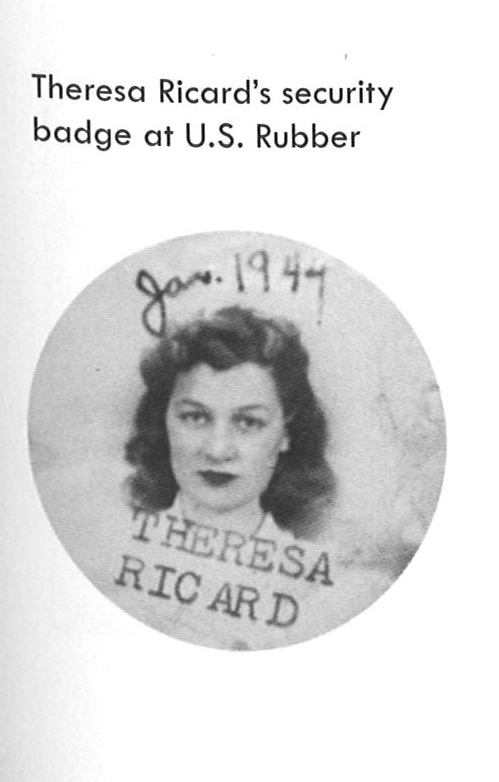 Theresa Ricard's security
badge at U.S. Rubber
Jan. 1944
THERESA
RICARD